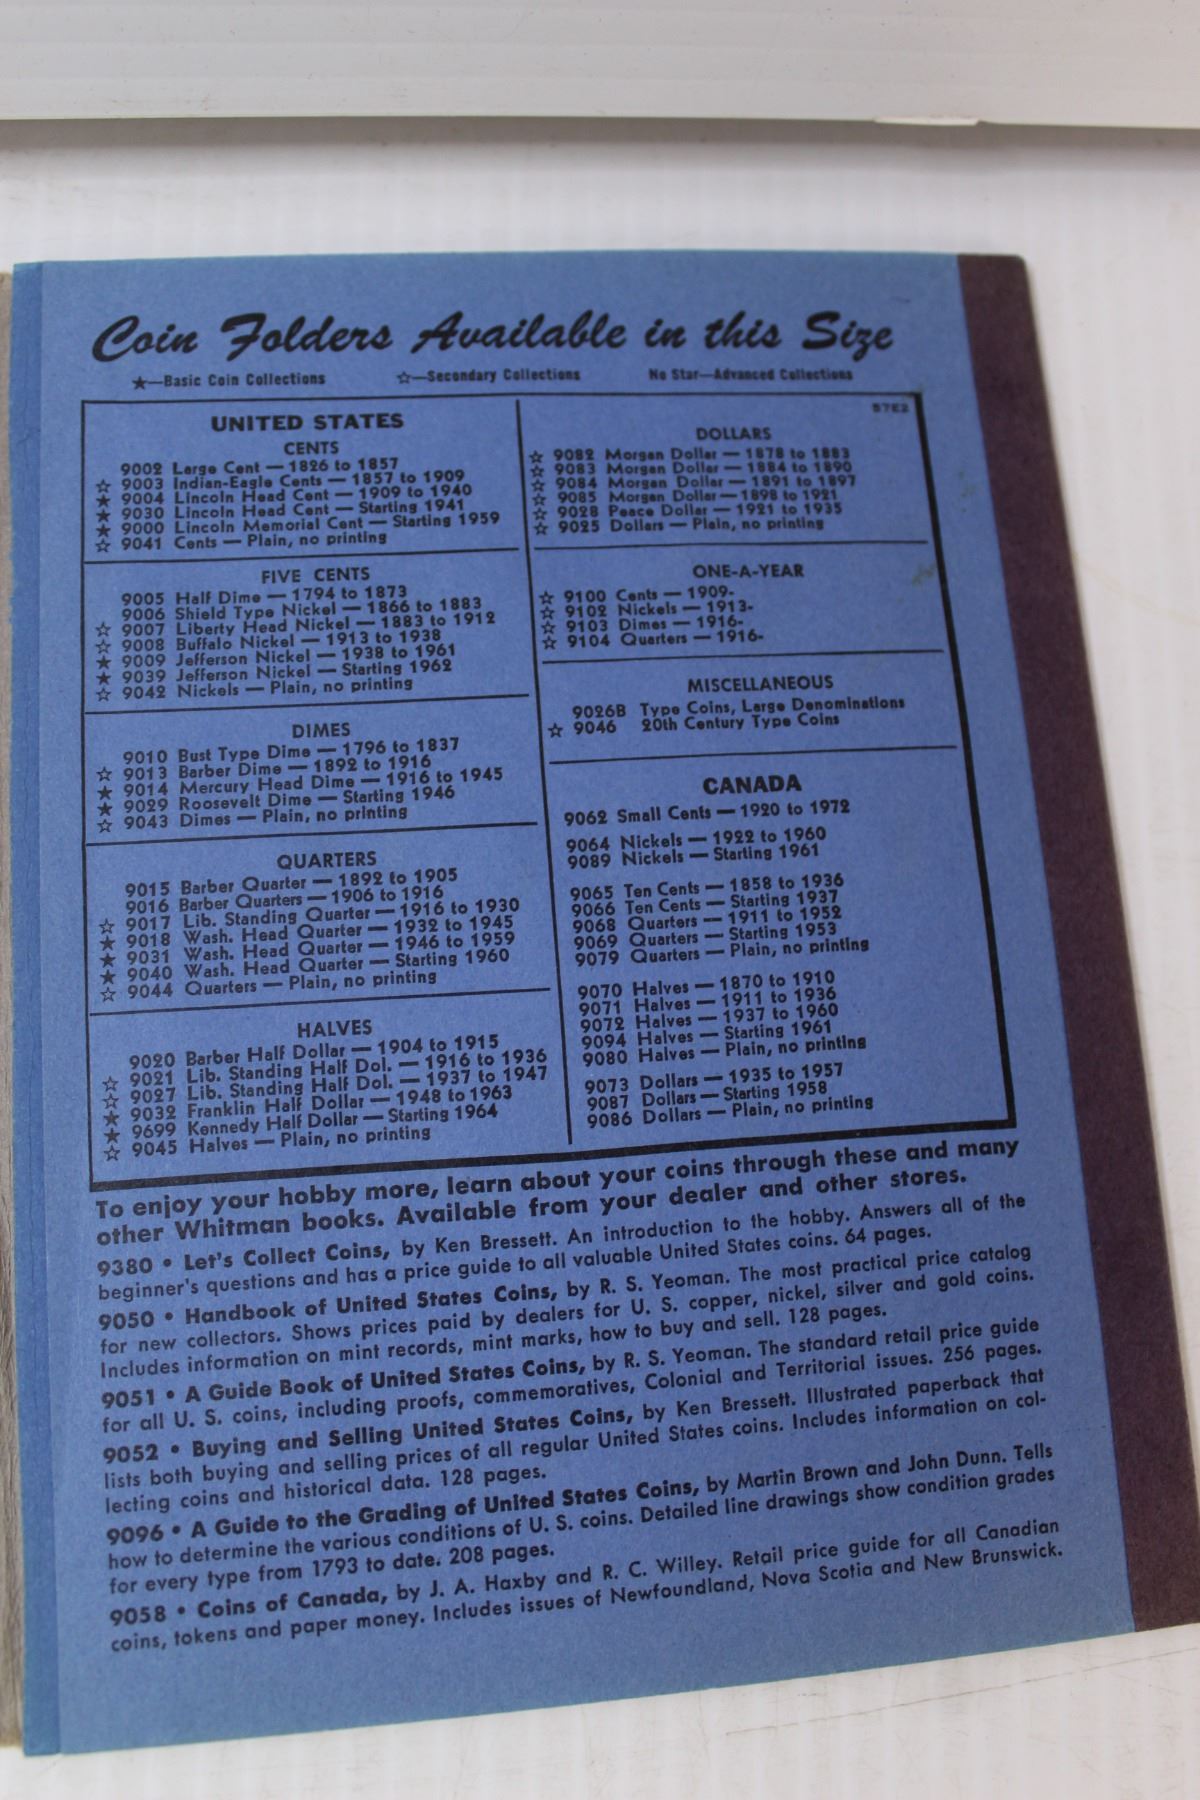 Coin Folders Available in this Size
★—Basic Coin Collections ☆—Secondary Collections No Star—Advanced Collections
57E2
UNITED STATES
CENTS
9002 Large Cent — 1826 to 1857
☆ 9003 Indian-Eagle Cents — 1857 to 1909
★ 9004 Lincoln Head Cent — 1909 to 1940
★ 9030 Lincoln Head Cent — Starting 1941
★ 9000 Lincoln Memorial Cent — Starting 1959
☆ 9041 Cents — Plain, no printing
FIVE CENTS
9005 Half Dime — 1794 to 1873
9006 Shield Type Nickel — 1866 to 1883
☆ 9007 Liberty Head Nickel — 1883 to 1912
☆ 9008 Buffalo Nickel — 1913 to 1938
★ 9009 Jefferson Nickel — 1938 to 1961
★ 9039 Jefferson Nickel — Starting 1962
☆ 9042 Nickels — Plain, no printing
DIMES
9010 Bust Type Dime — 1796 to 1837
☆ 9013 Barber Dime — 1892 to 1916
★ 9014 Mercury Head Dime — 1916 to 1945
★ 9029 Roosevelt Dime — Starting 1946
☆ 9043 Dimes — Plain, no printing
QUARTERS
9015 Barber Quarter — 1892 to 1905
9016 Barber Quarters — 1906 to 1916
☆ 9017 Lib. Standing Quarter — 1916 to 1930
★ 9018 Wash. Head Quarter — 1932 to 1945
★ 9031 Wash. Head Quarter — 1946 to 1959
★ 9040 Wash. Head Quarter — Starting 1960
☆ 9044 Quarters — Plain, no printing
HALVES
9020 Barber Half Dollar — 1904 to 1915
☆ 9021 Lib. Standing Half Dol. — 1916 to 1936
☆ 9027 Lib. Standing Half Dol. — 1937 to 1947
★ 9032 Franklin Half Dollar — 1948 to 1963
★ 9699 Kennedy Half Dollar — Starting 1964
☆ 9045 Halves — Plain, no printing
DOLLARS
☆ 9082 Morgan Dollar — 1878 to 1883
☆ 9083 Morgan Dollar — 1884 to 1890
☆ 9084 Morgan Dollar — 1891 to 1897
☆ 9085 Morgan Dollar — 1898 to 1921
☆ 9028 Peace Dollar — 1921 to 1935
☆ 9025 Dollars — Plain, no printing
ONE-A-YEAR
☆ 9100 Cents — 1909-
☆ 9102 Nickels — 1913-
☆ 9103 Dimes — 1916-
☆ 9104 Quarters — 1916-
MISCELLANEOUS
9026B Type Coins, Large Denominations
☆ 9046 20th Century Type Coins
CANADA
9062 Small Cents — 1920 to 1972
9064 Nickels — 1922 to 1960
9089 Nickels — Starting 1961
9065 Ten Cents — 1858 to 1936
9066 Ten Cents — Starting 1937
9068 Quarters — 1911 to 1952
9069 Quarters — Starting 1953
9079 Quarters — Plain, no printing
9070 Halves — 1870 to 1910
9071 Halves — 1911 to 1936
9072 Halves — 1937 to 1960
9094 Halves — Starting 1961
9080 Halves — Plain, no printing
9073 Dollars — 1935 to 1957
9087 Dollars — Starting 1958
9086 Dollars — Plain, no printing
To enjoy your hobby more, learn about your coins through these and many
other Whitman books. Available from your dealer and other stores.
9380 • Let's Collect Coins, by Ken Bressett. An introduction to the hobby. Answers all of the
beginner's questions and has a price guide to all valuable United States coins. 64 pages.
9050 • Handbook of United States Coins, by R. S. Yeoman. The most practical price catalog
for new collectors. Shows prices paid by dealers for U. S. copper, nickel, silver and gold coins.
Includes information on mint records, mint marks, how to buy and sell. 128 pages.
9051 • A Guide Book of United States Coins, by R. S. Yeoman. The standard retail price guide
for all U. S. coins, including proofs, commemoratives, Colonial and Territorial issues. 256 pages.
9052 • Buying and Selling United States Coins, by Ken Bressett. Illustrated paperback that
lists both buying and selling prices of all regular United States coins. Includes information on col-
lecting coins and historical data. 128 pages.
9096 • A Guide to the Grading of United States Coins, by Martin Brown and John Dunn. Tells
how to determine the various conditions of U. S. coins. Detailed line drawings show condition grades
for every type from 1793 to date. 208 pages.
9058 • Coins of Canada, by J. A. Haxby and R. C. Willey. Retail price guide for all Canadian
coins, tokens and paper money. Includes issues of Newfoundland, Nova Scotia and New Brunswick.